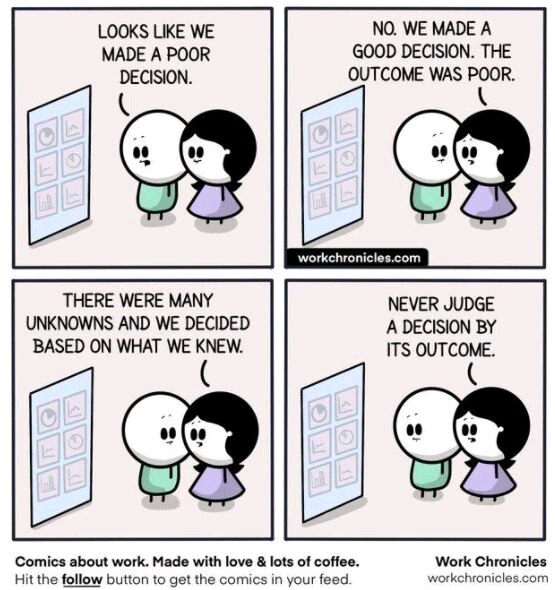 LOOKS LIKE WE
MADE A POOR
DECISION.
NO. WE MADE A
GOOD DECISION. THE
OUTCOME WAS POOR.
workchronicles.com
THERE WERE MANY
UNKNOWNS AND WE DECIDED
BASED ON WHAT WE KNEW.
NEVER JUDGE
A DECISION BY
ITS OUTCOME.
Comics about work. Made with love & lots of coffee.
Hit the follow button to get the comics in your feed.
Work Chronicles
workchronicles.com